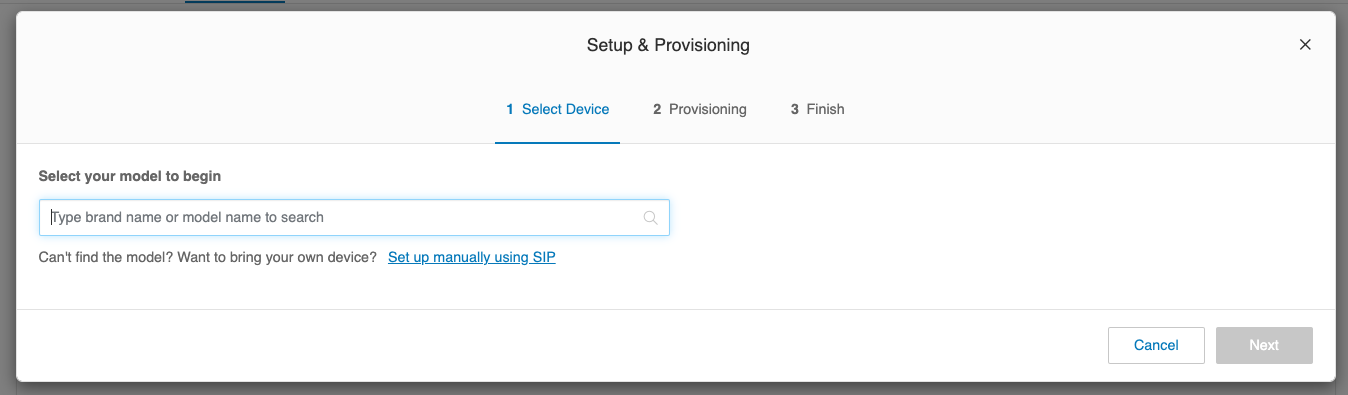 Setup & Provisioning
1 Select Device 2 Provisioning 3 Finish
Select your model to begin
Type brand name or model name to search
Can't find the model? Want to bring your own device? Set up manually using SIP
Cancel Next